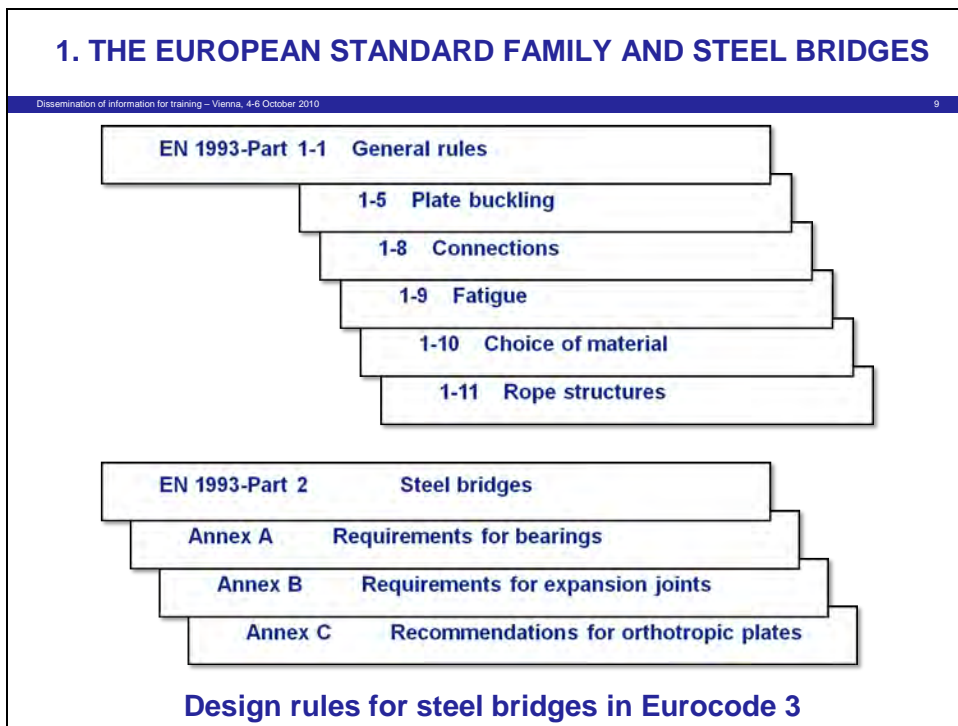 1. THE EUROPEAN STANDARD FAMILY AND STEEL BRIDGES
Dissemination of information for training – Vienna, 4-6 October 2010 9
EN 1993-Part 1-1 General rules
1-5 Plate buckling
1-8 Connections
1-9 Fatigue
1-10 Choice of material
1-11 Rope structures
EN 1993-Part 2 Steel bridges
Annex A Requirements for bearings
Annex B Requirements for expansion joints
Annex C Recommendations for orthotropic plates
Design rules for steel bridges in Eurocode 3